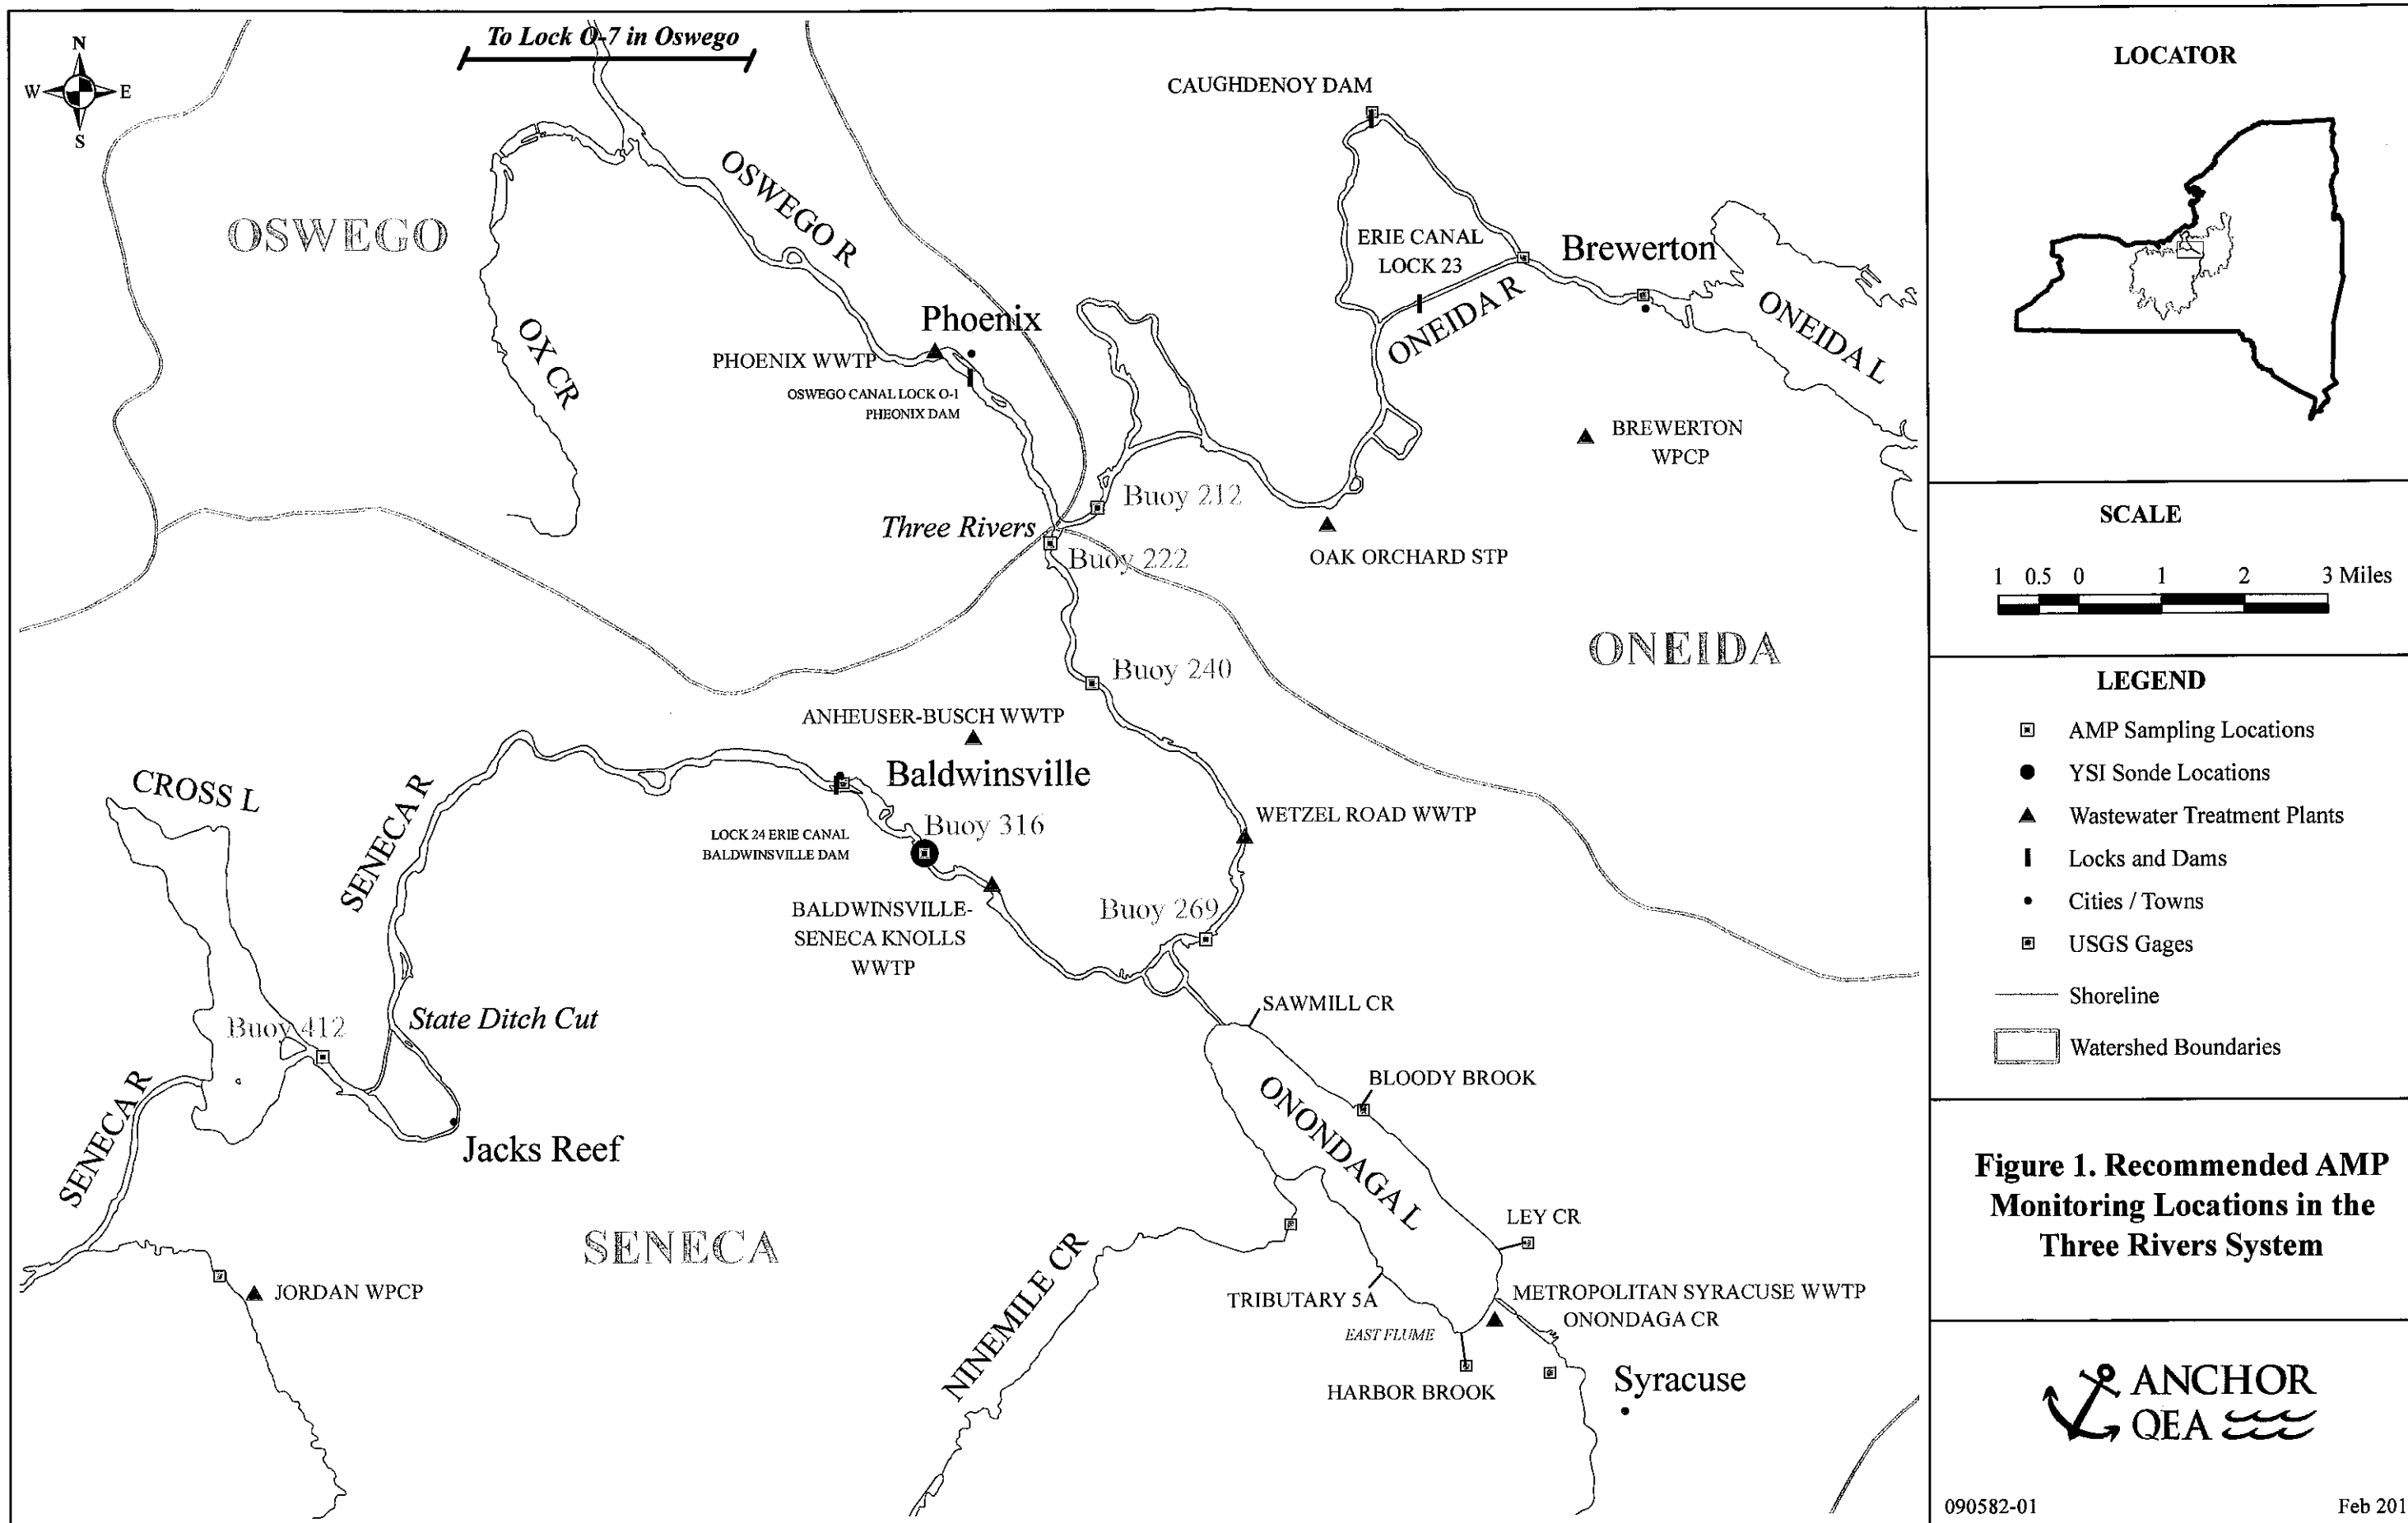 To Lock O-7 in Oswego
N
W
E
S
CAUGHDENOY DAM
OSWEGO R
OSWEGO
ERIE CANAL
LOCK 23
Brewerton
ONEIDA R
ONEIDA L
Phoenix
OX CR
PHOENIX WWTP
OSWEGO CANAL LOCK O-1
PHEONIX DAM
BREWERTON
WPCP
Buoy 212
Three Rivers
Buoy 222
OAK ORCHARD STP
ONEIDA
Buoy 240
ANHEUSER-BUSCH WWTP
Baldwinsville
CROSS L
SENECA R
LOCK 24 ERIE CANAL
BALDWINSVILLE DAM
Buoy 316
WETZEL ROAD WWTP
BALDWINSVILLE-
SENECA KNOLLS
WWTP
Buoy 269
SAWMILL CR
State Ditch Cut
Buoy 412
BLOODY BROOK
ONONDAGA L
SENECA R
Jacks Reef
SENECA
LEY CR
NINEMILE CR
JORDAN WPCP
TRIBUTARY 5A
METROPOLITAN SYRACUSE WWTP
ONONDAGA CR
EAST FLUME
HARBOR BROOK
Syracuse
LOCATOR
SCALE
1 0.5 0 1 2 3 Miles
LEGEND
AMP Sampling Locations
YSI Sonde Locations
Wastewater Treatment Plants
Locks and Dams
Cities / Towns
USGS Gages
Shoreline
Watershed Boundaries
Figure 1. Recommended AMP
Monitoring Locations in the
Three Rivers System
ANCHOR
QEA
090582-01
Feb 201